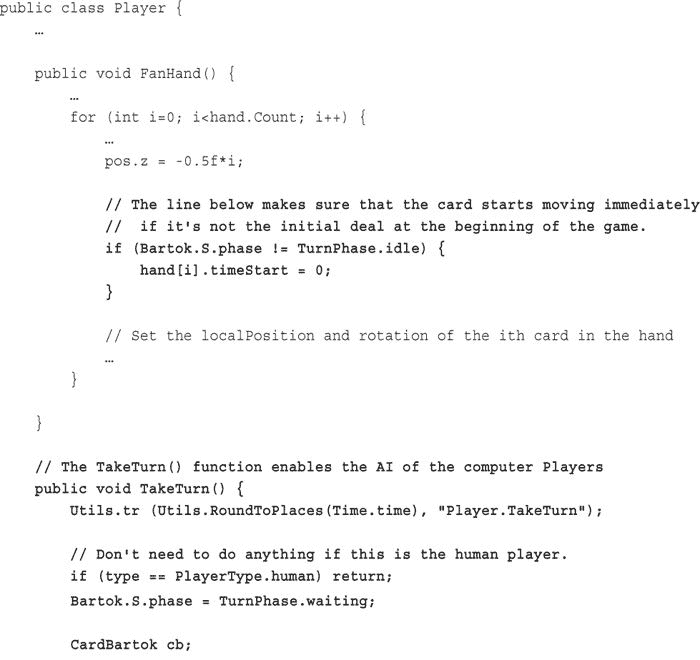 public class Player {
…
public void FanHand() {
…
for (int i=0; i<hand.Count; i++) {
…
pos.z = -0.5f*i;
// The line below makes sure that the card starts moving immediately
//  if it's not the initial deal at the beginning of the game.
if (Bartok.S.phase != TurnPhase.idle) {
hand[i].timeStart = 0;
}
// Set the localPosition and rotation of the ith card in the hand
…
}
}
// The TakeTurn() function enables the AI of the computer Players
public void TakeTurn() {
Utils.tr (Utils.RoundToPlaces(Time.time), "Player.TakeTurn");
// Don't need to do anything if this is the human player.
if (type == PlayerType.human) return;
Bartok.S.phase = TurnPhase.waiting;
CardBartok cb;